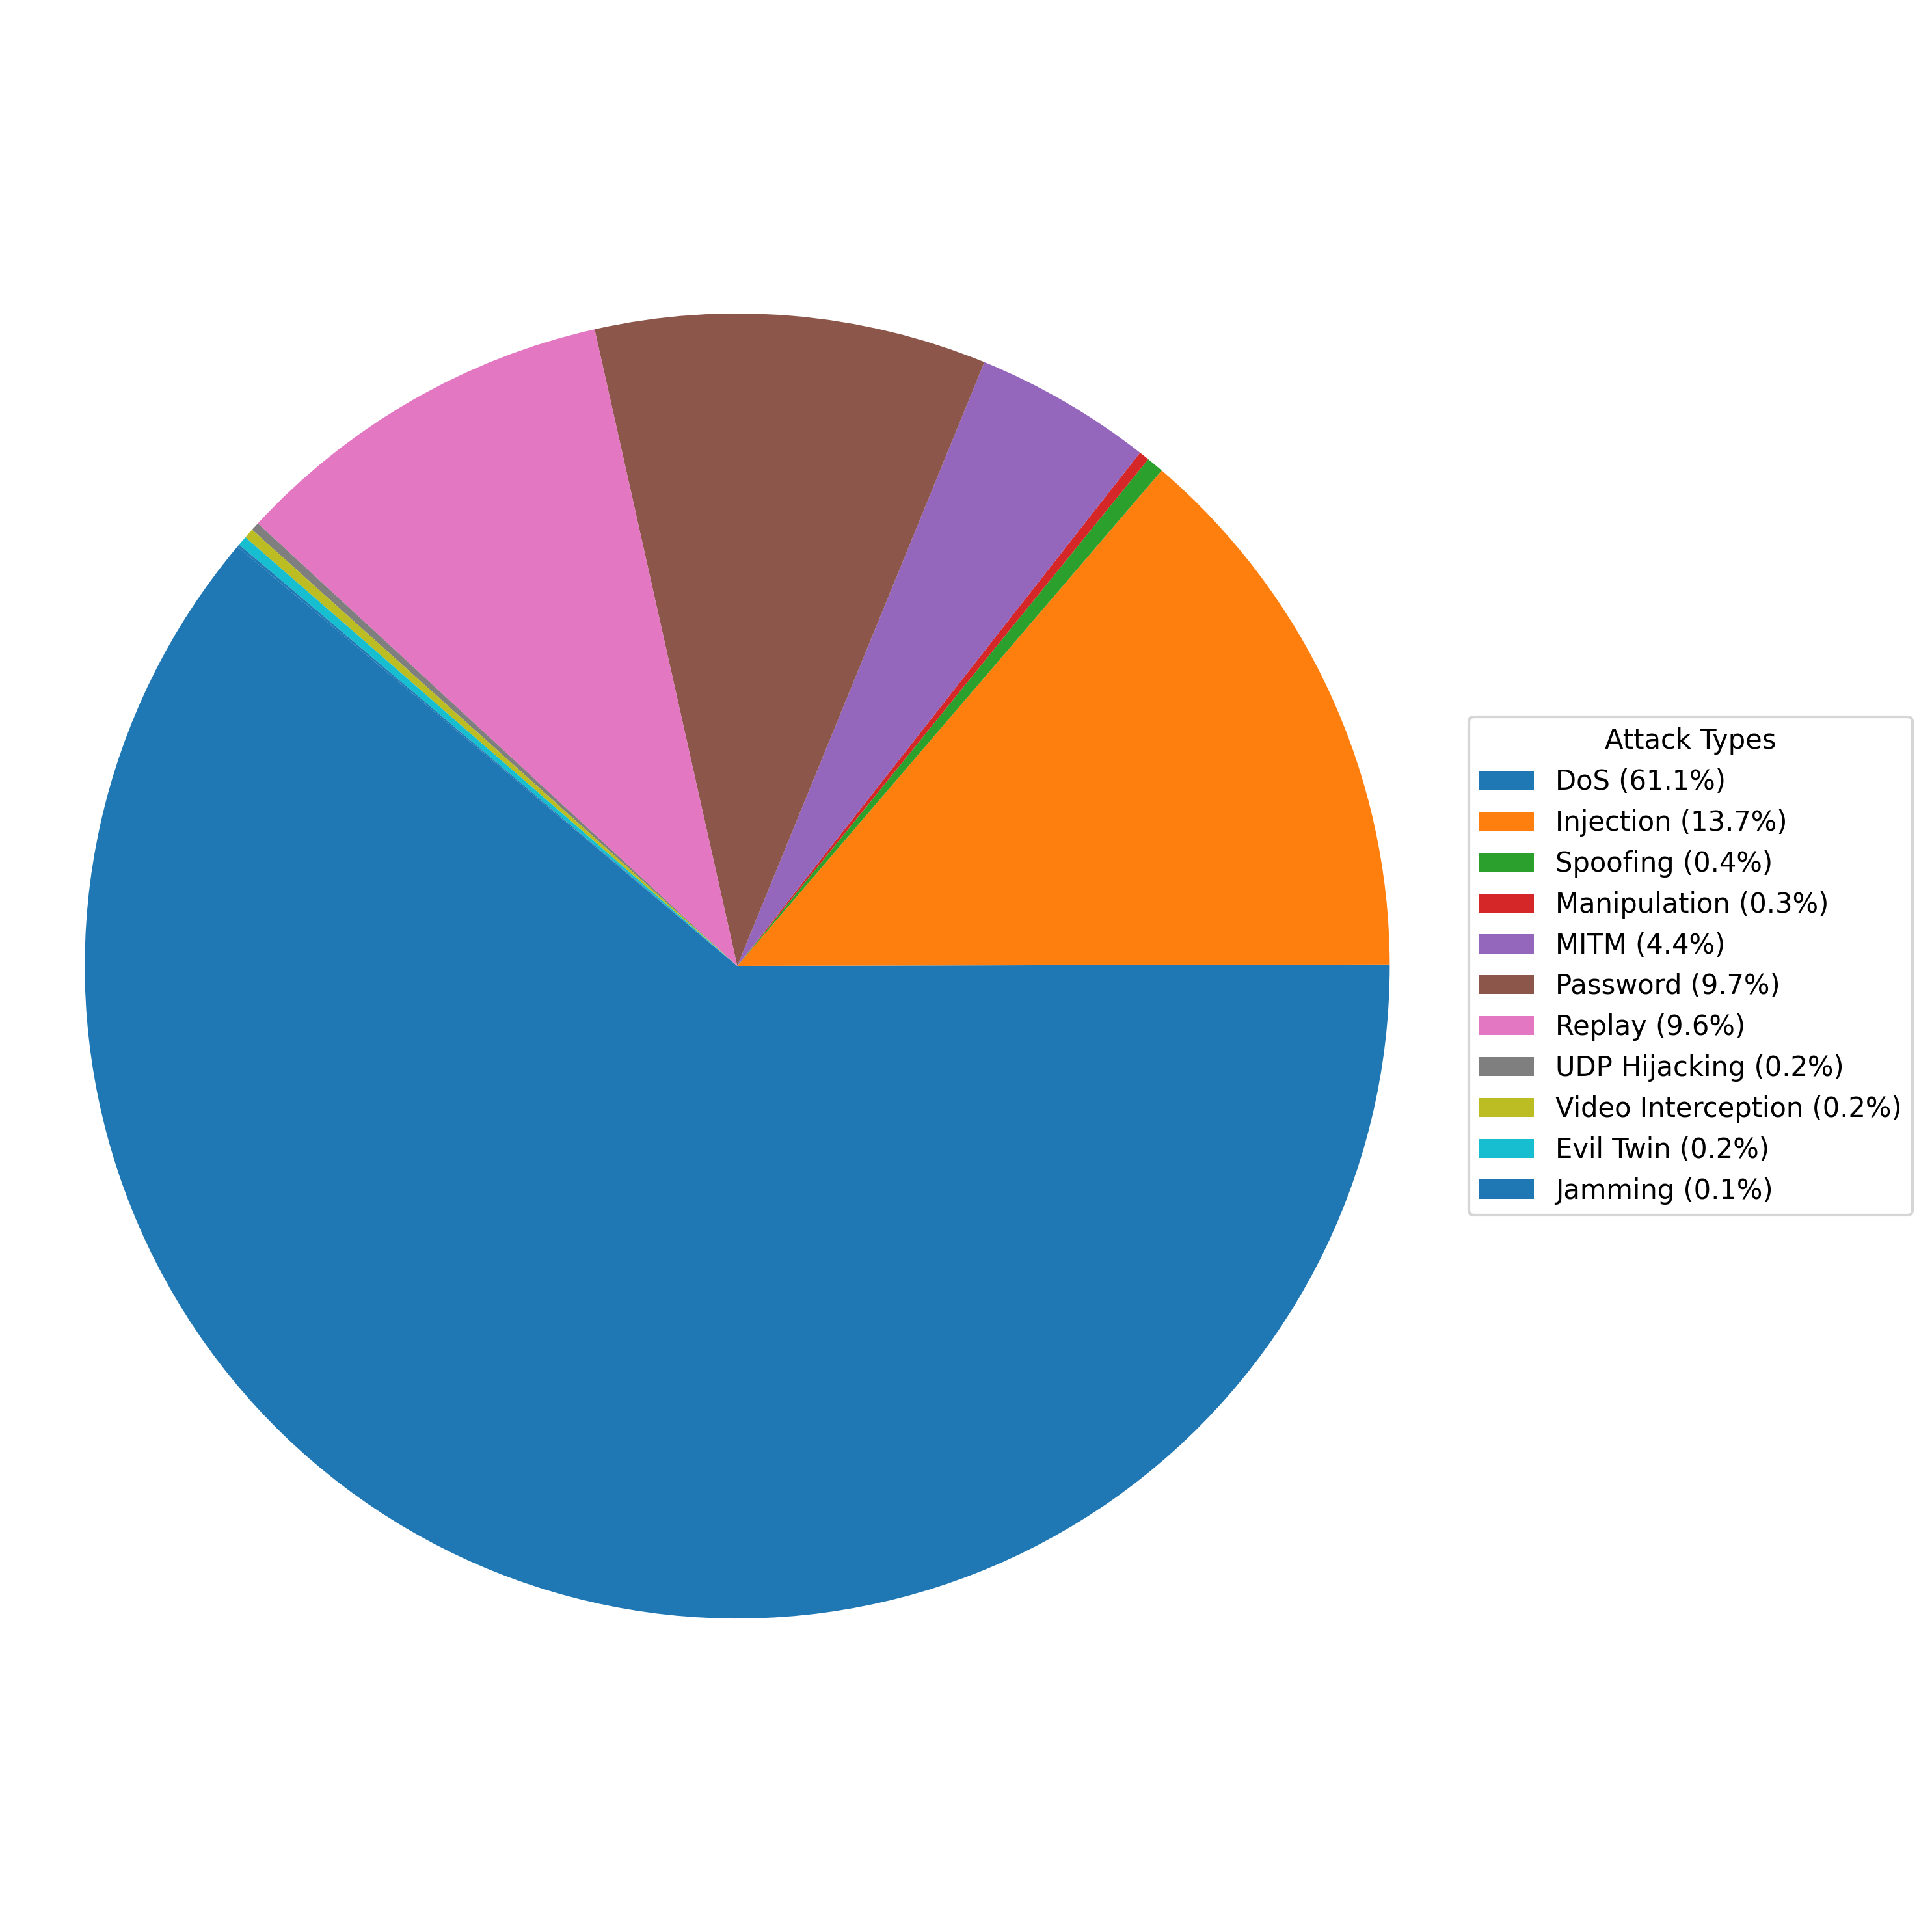 Attack Types
DoS (61.1%)
Injection (13.7%)
Spoofing (0.4%)
Manipulation (0.3%)
MITM (4.4%)
Password (9.7%)
Replay (9.6%)
UDP Hijacking (0.2%)
Video Interception (0.2%)
Evil Twin (0.2%)
Jamming (0.1%)